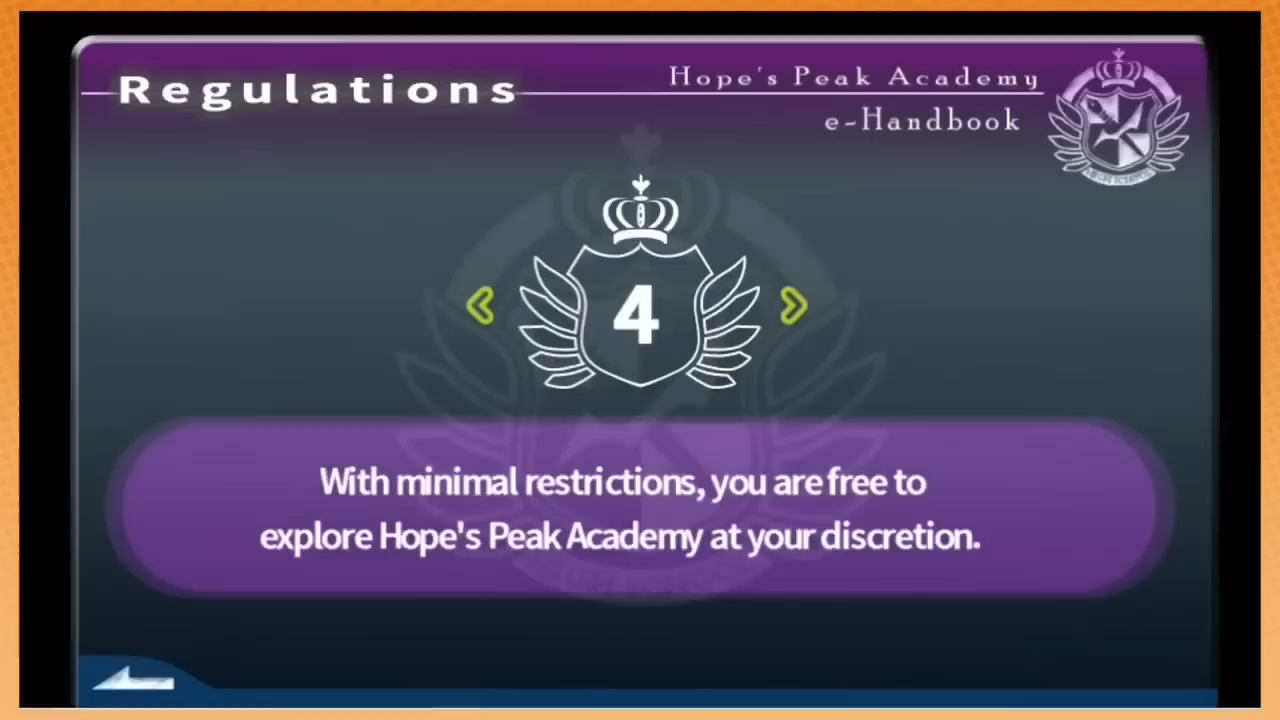 Regulations
Hope's Peak Academy
e-Handbook
4
With minimal restrictions, you are free to
explore Hope's Peak Academy at your discretion.